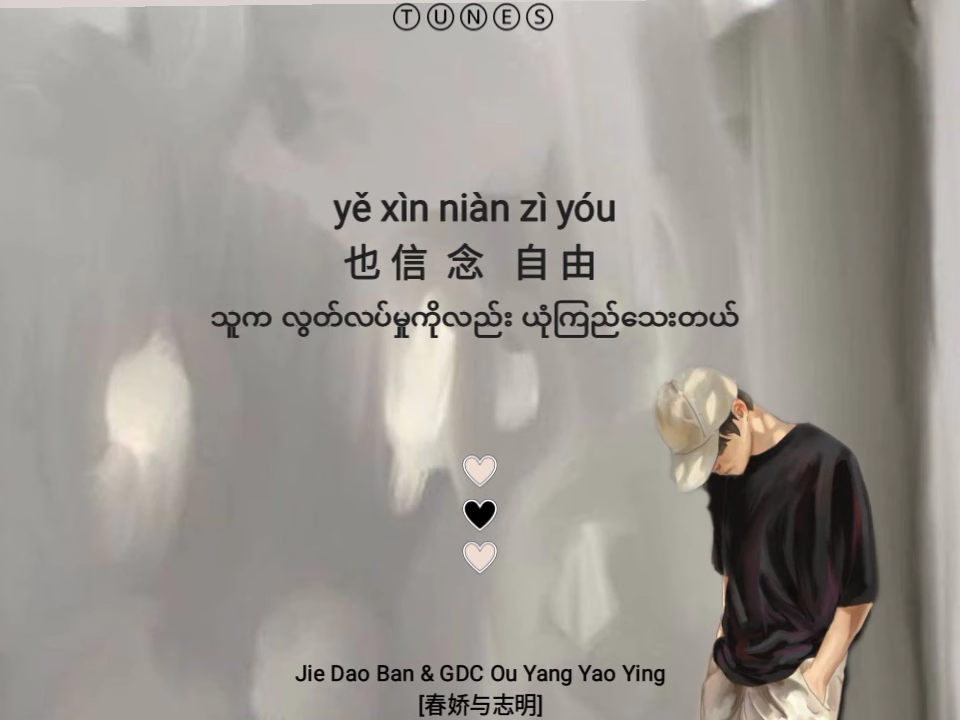 ⓉⓊⓃⒺⓈ
yě xìn niàn zì yóu
也 信 念 自 由
သူက လွတ်လပ်မှုကိုလည်း ယုံကြည်သေးတယ်
Jie Dao Ban & GDC Ou Yang Yao Ying
[春娇与志明]